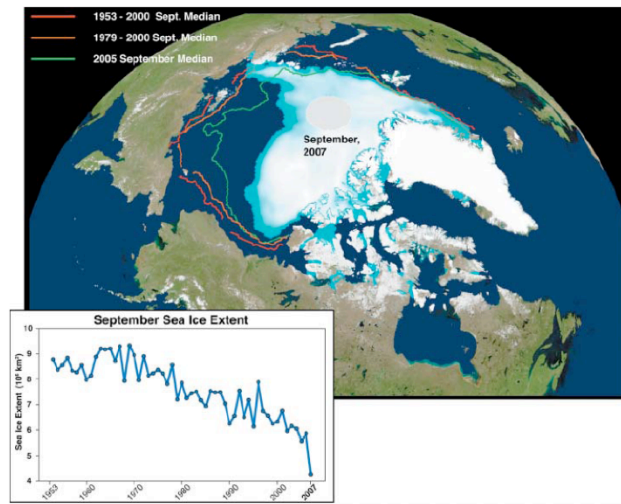 1953 - 2000 Sept. Median
1979 - 2000 Sept. Median
2005 September Median
September,
2007
September Sea Ice Extent
Sea Ice Extent (10⁶ km²)
10
9
8
7
6
5
4
1953
1960
1970
1980
1990
2000
2007